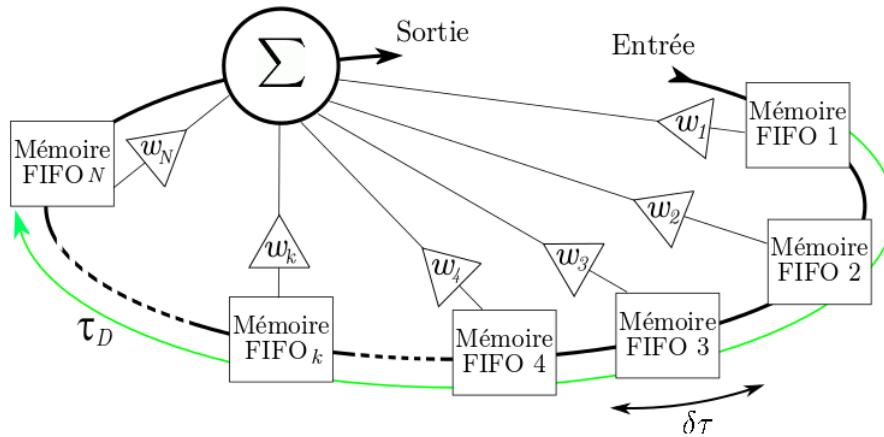 Sortie
Entrée
Σ
Mémoire
FIFO 1
w1
Mémoire
FIFO N
wN
w2
Mémoire
FIFO 2
wk
w4
w3
Mémoire
FIFO k
Mémoire
FIFO 4
Mémoire
FIFO 3
τD
δτ